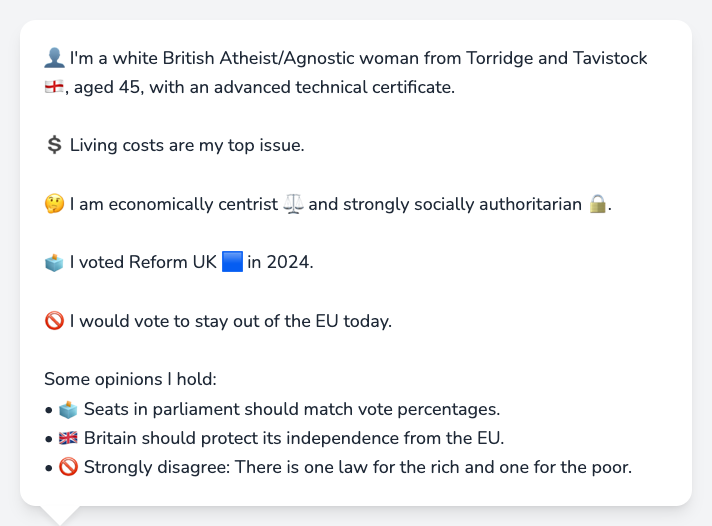 👤 I'm a white British Atheist/Agnostic woman from Torridge and Tavistock
🏴󠁧󠁢󠁥󠁮󠁧󠁿, aged 45, with an advanced technical certificate.
💲 Living costs are my top issue.
🤔 I am economically centrist ⚖️ and strongly socially authoritarian 🔒.
🗳️ I voted Reform UK 🟦 in 2024.
🚫 I would vote to stay out of the EU today.
Some opinions I hold:
• 🗳️ Seats in parliament should match vote percentages.
• 🇬🇧 Britain should protect its independence from the EU.
• 🚫 Strongly disagree: There is one law for the rich and one for the poor.